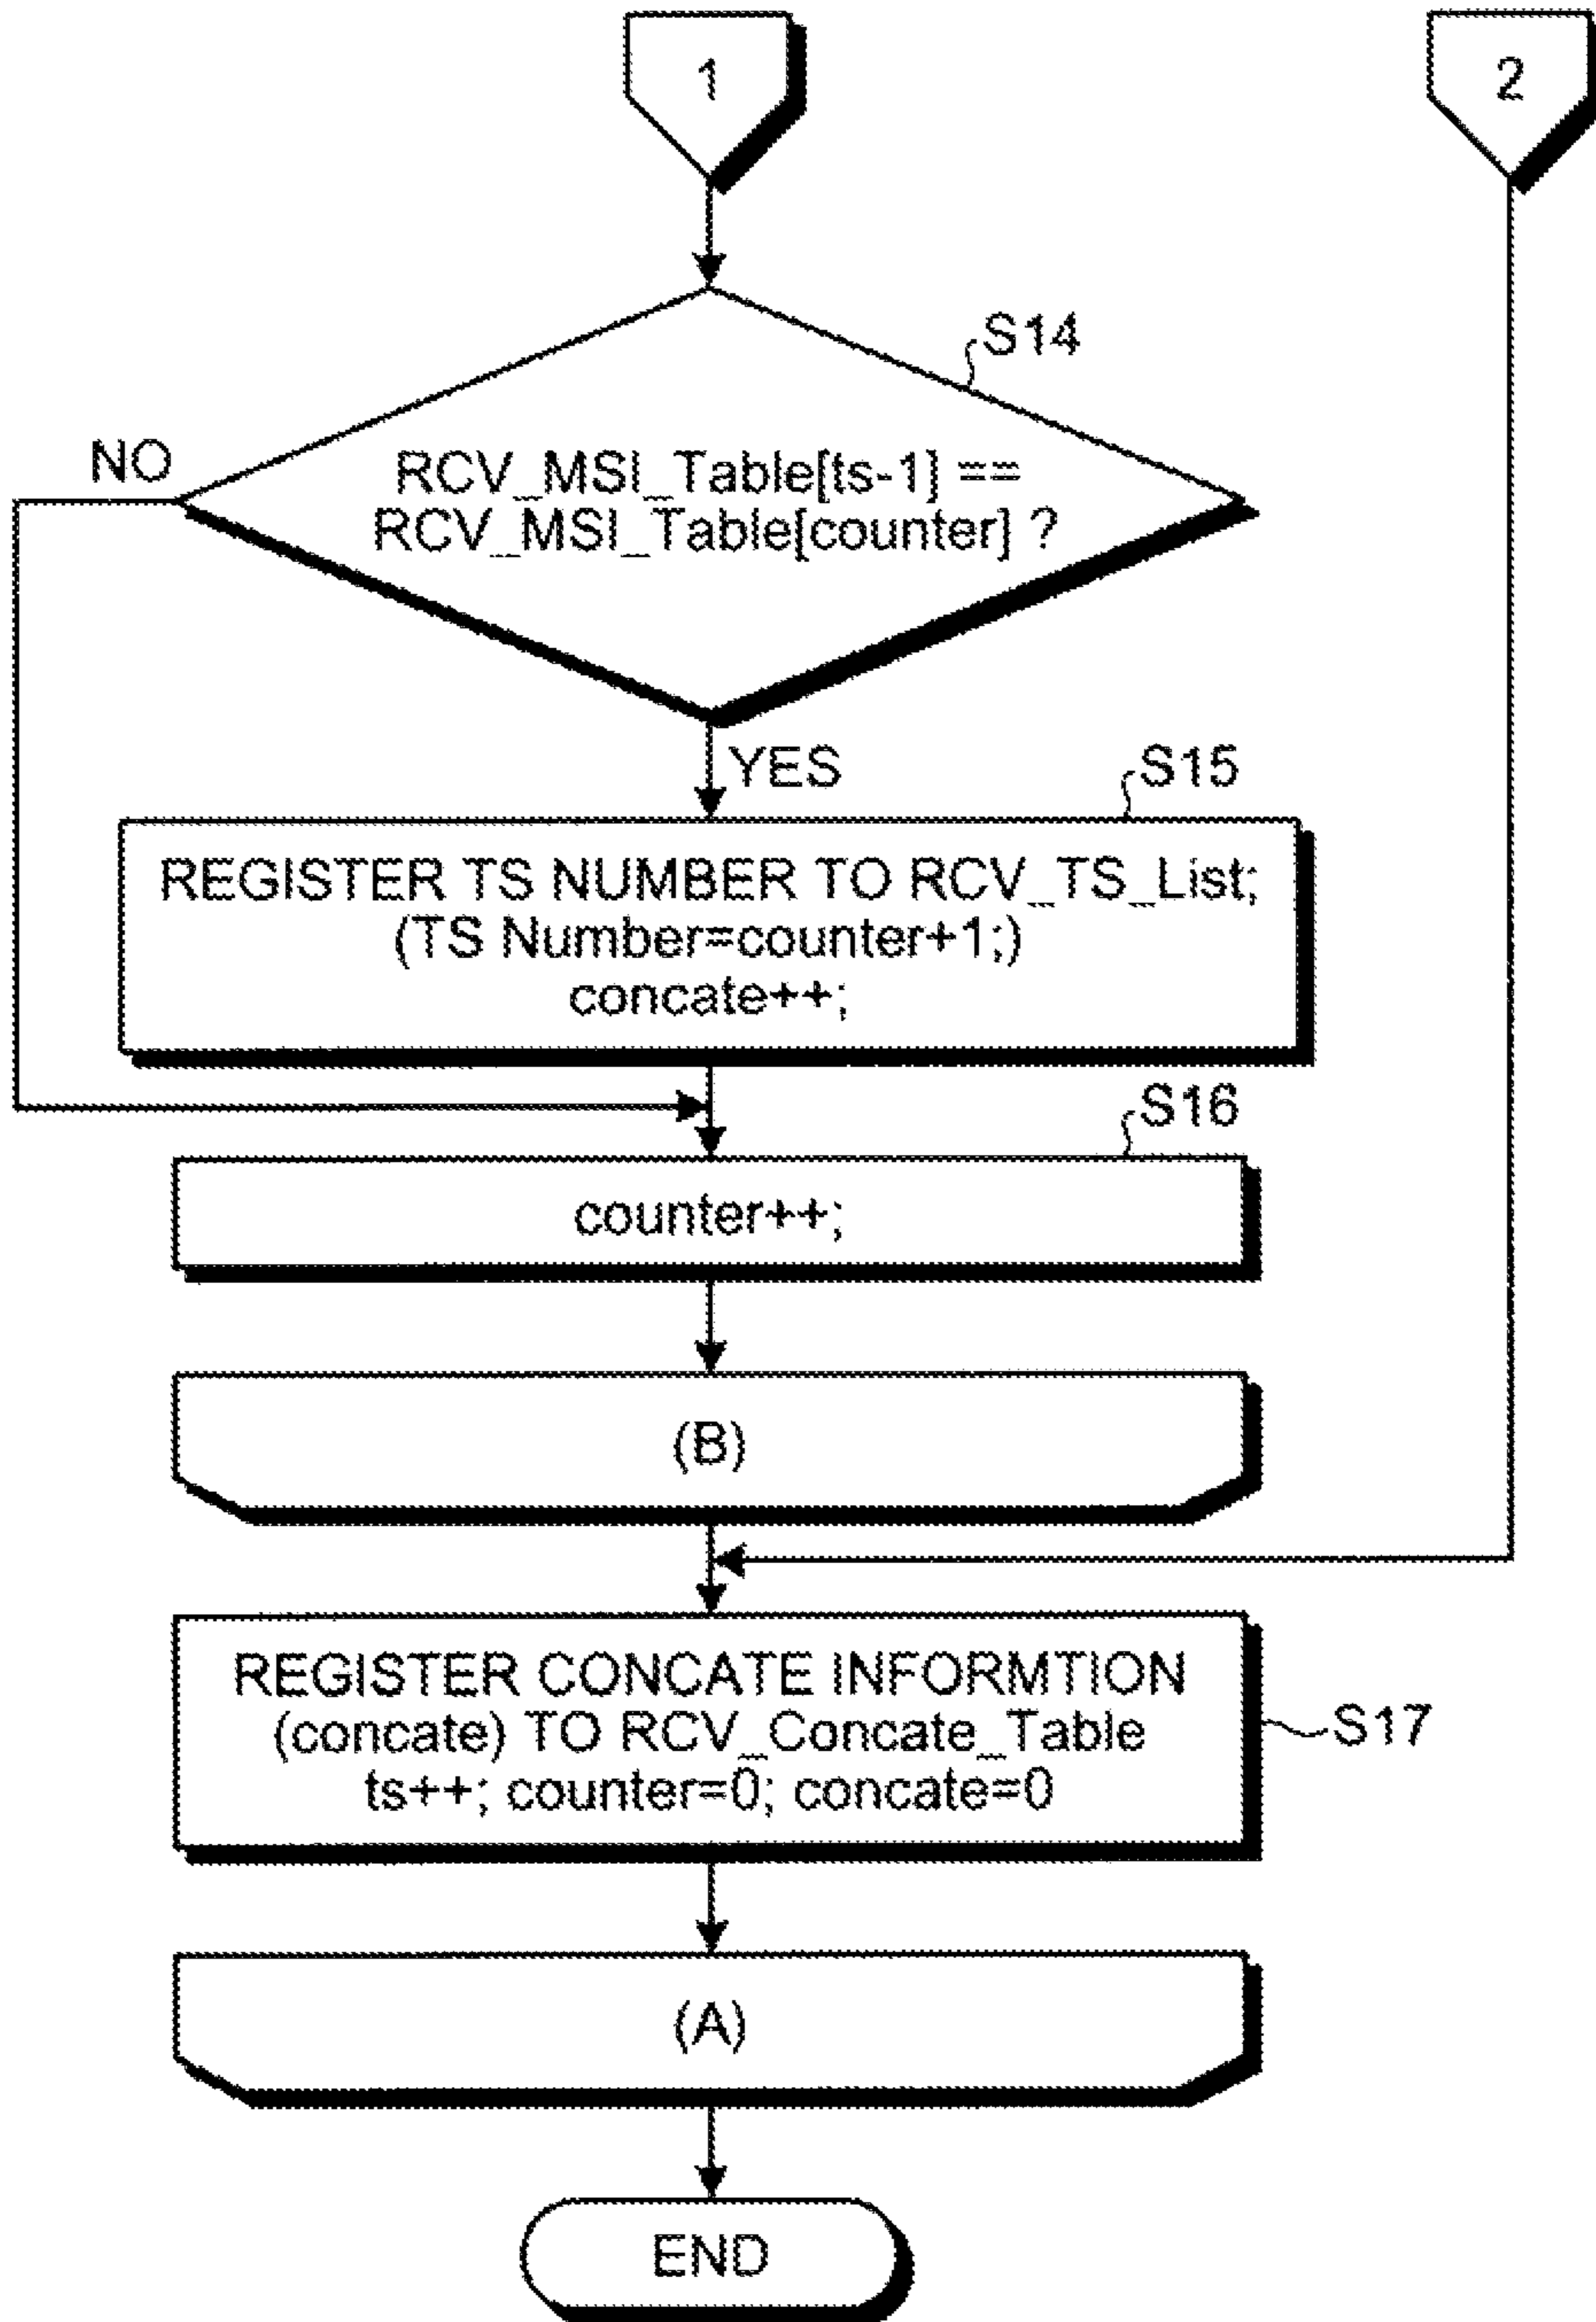 1
2
S14
NO
RCV_MSI_Table[ts-1] ==
RCV_MSI_Table[counter] ?
YES
S15
REGISTER TS NUMBER TO RCV_TS_List;
(TS Number=counter+1;)
concate++;
S16
counter++;
(B)
REGISTER CONCATE INFORMTION
(concate) TO RCV_Concate_Table
ts++; counter=0; concate=0
S17
(A)
END